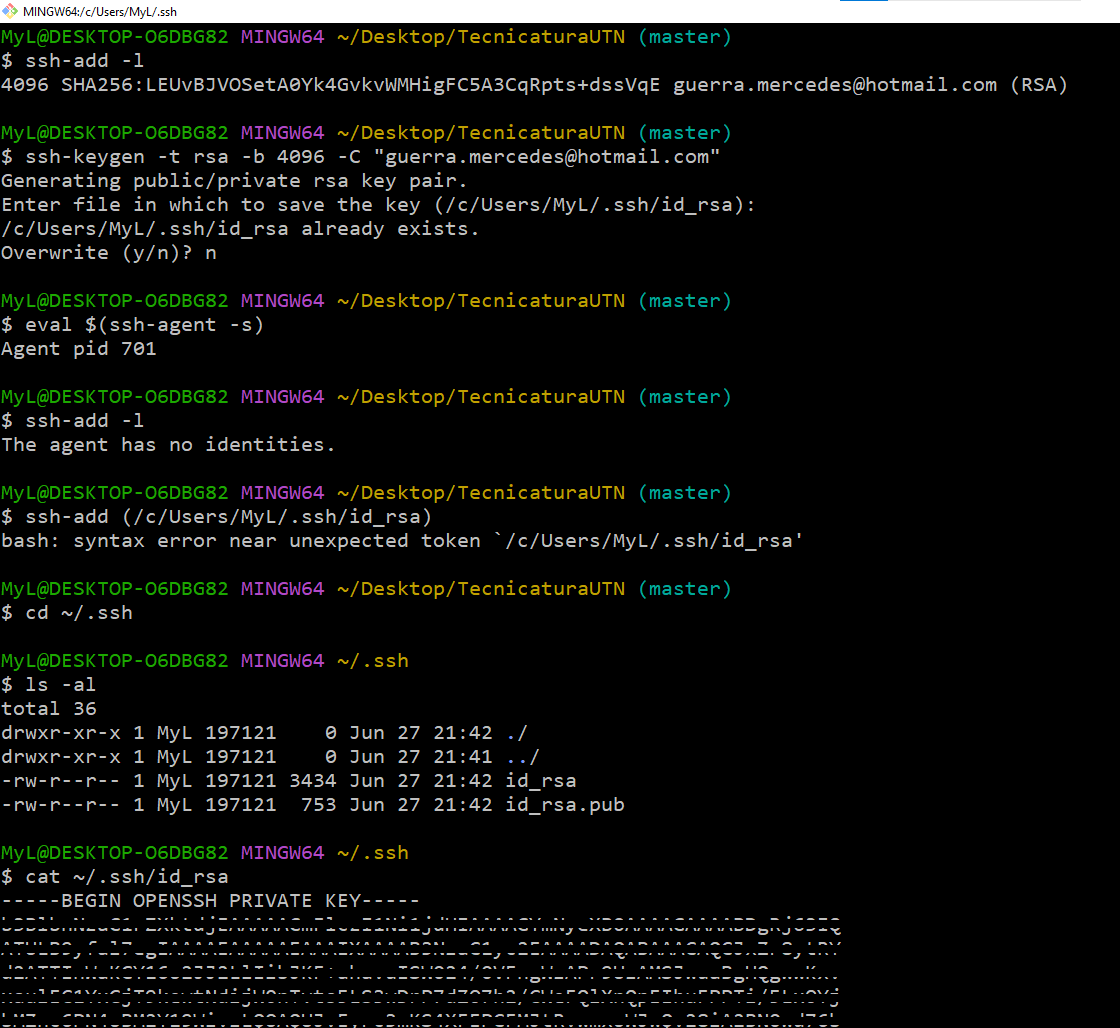 MINGW64:/c/Users/MyL/.ssh
MyL@DESKTOP-O6DBG82 MINGW64 ~/Desktop/TecnicaturaUTN (master)
$ ssh-add -l
4096 SHA256:LEUvBJVOSetA0Yk4GvkvWMHigFC5A3CqRpts+dssVqE guerra.mercedes@hotmail.com (RSA)
MyL@DESKTOP-O6DBG82 MINGW64 ~/Desktop/TecnicaturaUTN (master)
$ ssh-keygen -t rsa -b 4096 -C "guerra.mercedes@hotmail.com"
Generating public/private rsa key pair.
Enter file in which to save the key (/c/Users/MyL/.ssh/id_rsa):
/c/Users/MyL/.ssh/id_rsa already exists.
Overwrite (y/n)? n
MyL@DESKTOP-O6DBG82 MINGW64 ~/Desktop/TecnicaturaUTN (master)
$ eval $(ssh-agent -s)
Agent pid 701
MyL@DESKTOP-O6DBG82 MINGW64 ~/Desktop/TecnicaturaUTN (master)
$ ssh-add -l
The agent has no identities.
MyL@DESKTOP-O6DBG82 MINGW64 ~/Desktop/TecnicaturaUTN (master)
$ ssh-add (/c/Users/MyL/.ssh/id_rsa)
bash: syntax error near unexpected token `/c/Users/MyL/.ssh/id_rsa'
MyL@DESKTOP-O6DBG82 MINGW64 ~/Desktop/TecnicaturaUTN (master)
$ cd ~/.ssh
MyL@DESKTOP-O6DBG82 MINGW64 ~/.ssh
$ ls -al
total 36
drwxr-xr-x 1 MyL 197121    0 Jun 27 21:42 ./
drwxr-xr-x 1 MyL 197121    0 Jun 27 21:41 ../
-rw-r--r-- 1 MyL 197121 3434 Jun 27 21:42 id_rsa
-rw-r--r-- 1 MyL 197121  753 Jun 27 21:42 id_rsa.pub
MyL@DESKTOP-O6DBG82 MINGW64 ~/.ssh
$ cat ~/.ssh/id_rsa
-----BEGIN OPENSSH PRIVATE KEY-----